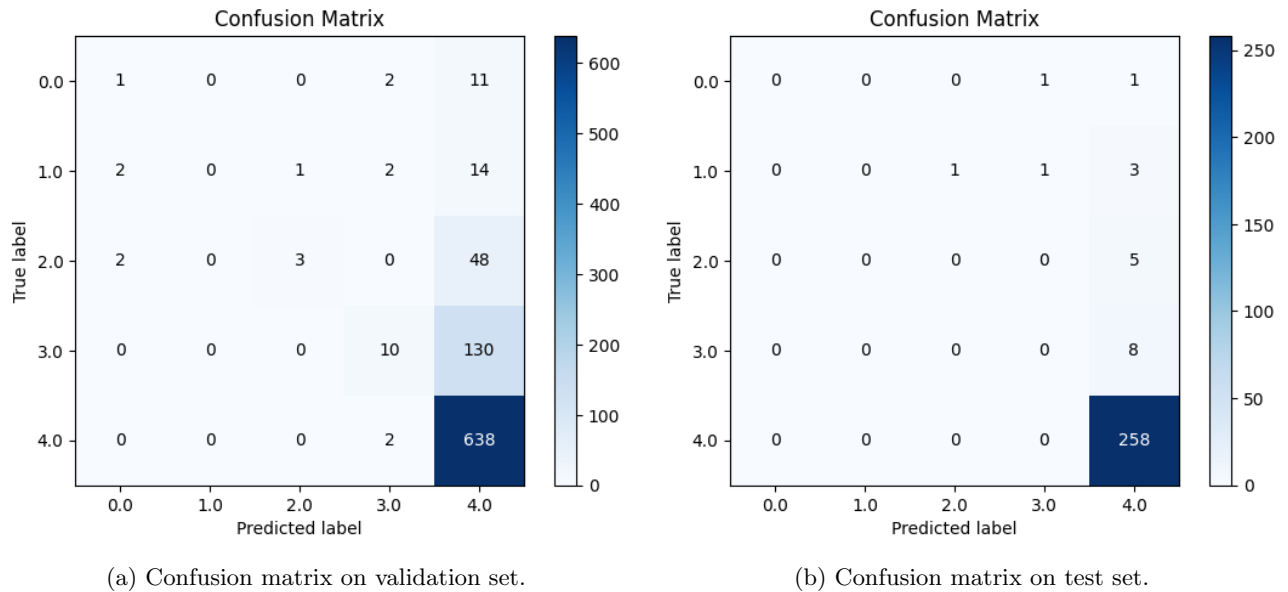 Confusion Matrix
0.0 1 0 0 2 11
1.0 2 0 1 2 14
2.0 2 0 3 0 48
3.0 0 0 0 10 130
4.0 0 0 0 2 638
0.0 1.0 2.0 3.0 4.0
Predicted label
True label
600
500
400
300
200
100
0
(a) Confusion matrix on validation set.
Confusion Matrix
0.0 0 0 0 1 1
1.0 0 0 1 1 3
2.0 0 0 0 0 5
3.0 0 0 0 0 8
4.0 0 0 0 0 258
0.0 1.0 2.0 3.0 4.0
Predicted label
True label
250
200
150
100
50
0
(b) Confusion matrix on test set.